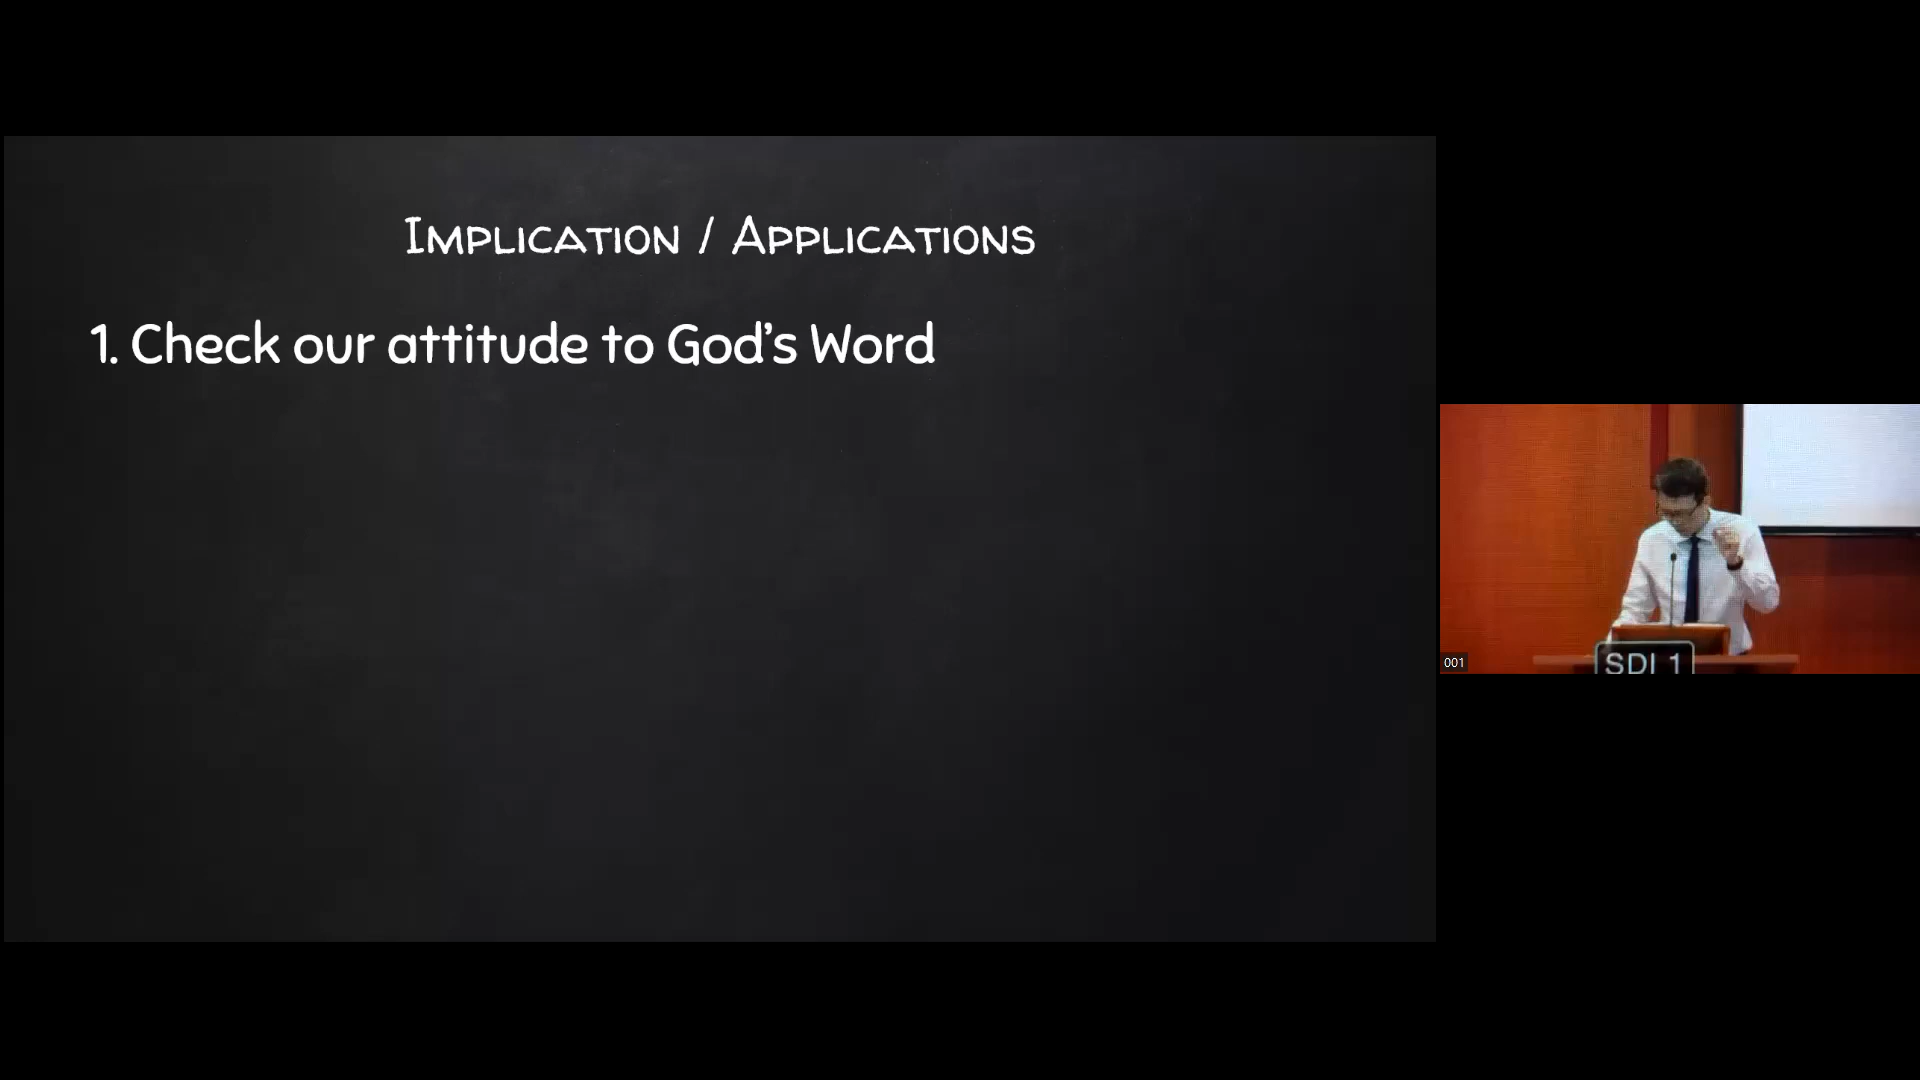 Implication / Applications
1. Check our attitude to God's Word
001
SDI 1